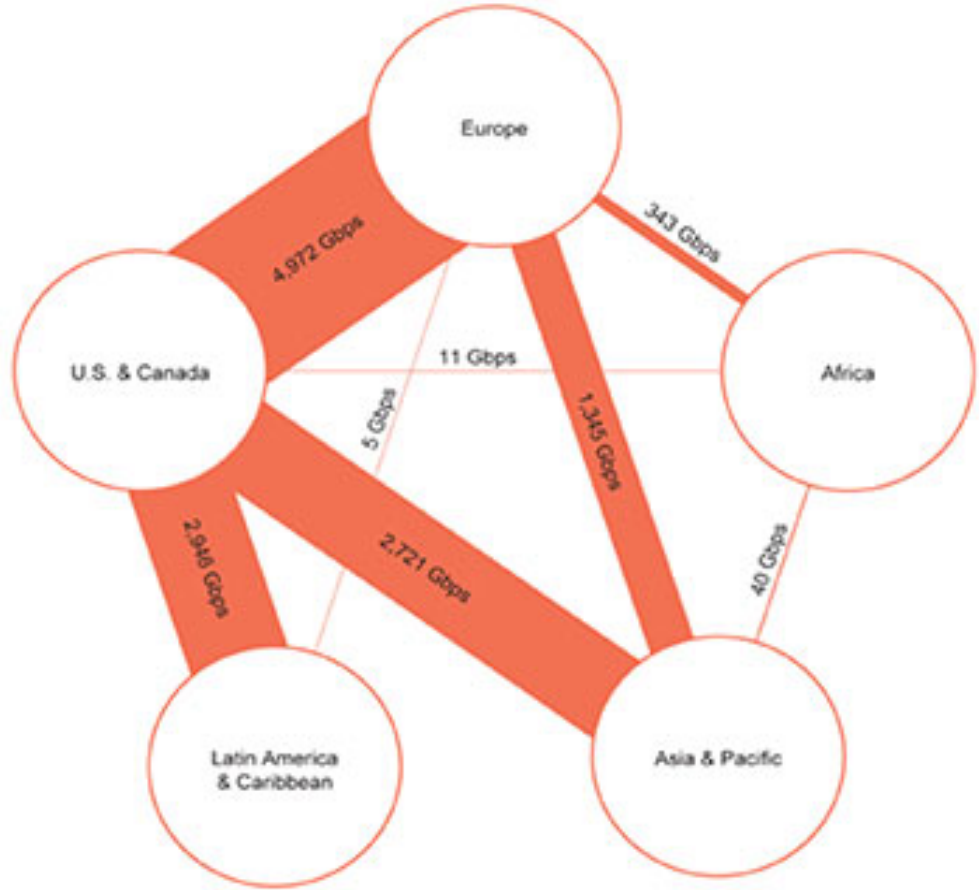 Europe
4,972 Gbps
343 Gbps
U.S. & Canada
11 Gbps
Africa
5 Gbps
1,345 Gbps
2,946 Gbps
2,721 Gbps
40 Gbps
Latin America
& Caribbean
Asia & Pacific